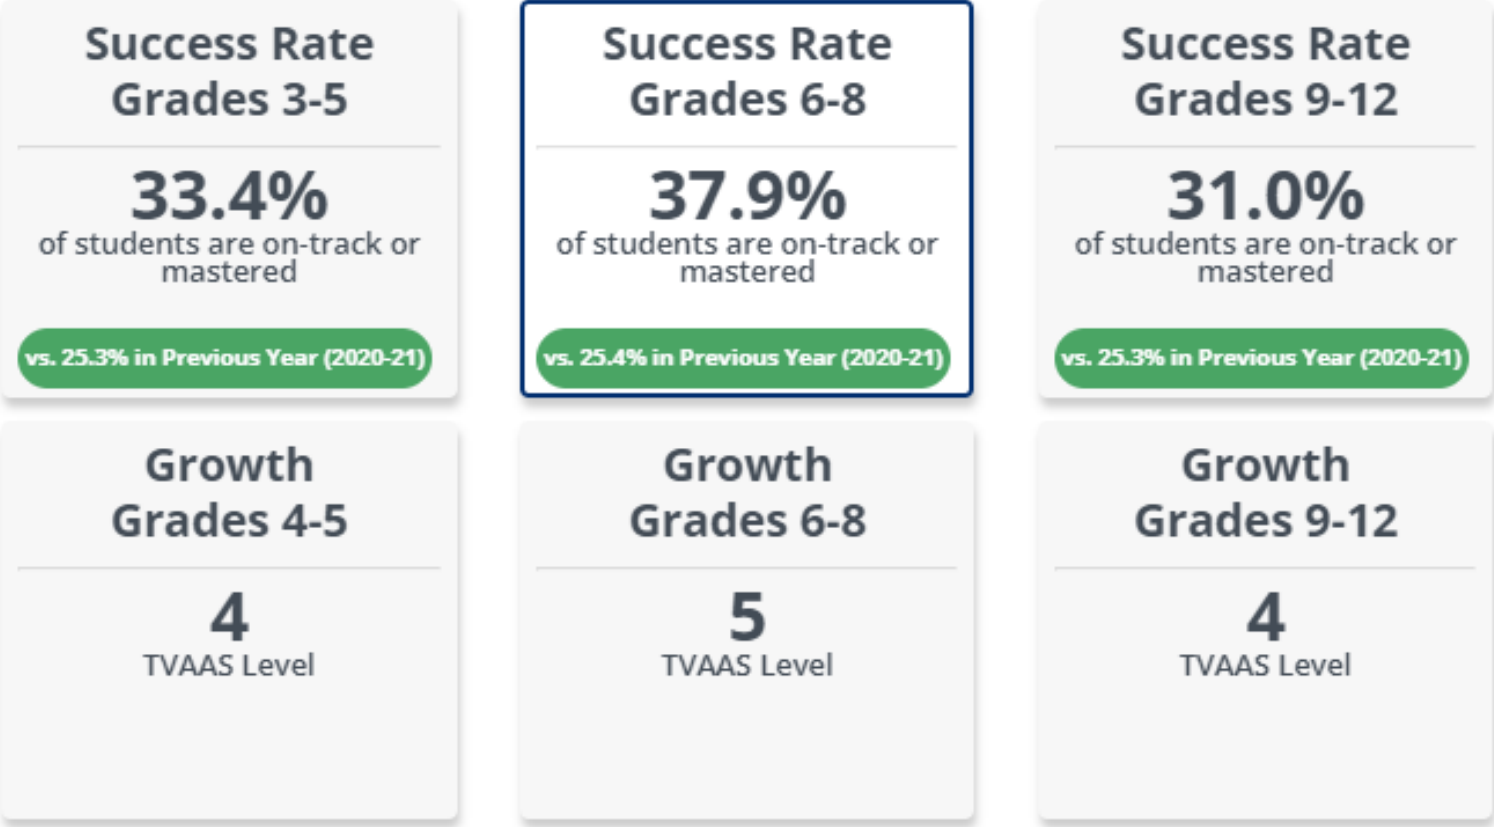 Success Rate
Grades 3-5
33.4%
of students are on-track or
mastered
vs. 25.3% in Previous Year (2020-21)
Success Rate
Grades 6-8
37.9%
of students are on-track or
mastered
vs. 25.4% in Previous Year (2020-21)
Success Rate
Grades 9-12
31.0%
of students are on-track or
mastered
vs. 25.3% in Previous Year (2020-21)
Growth
Grades 4-5
4
TVAAS Level
Growth
Grades 6-8
5
TVAAS Level
Growth
Grades 9-12
4
TVAAS Level